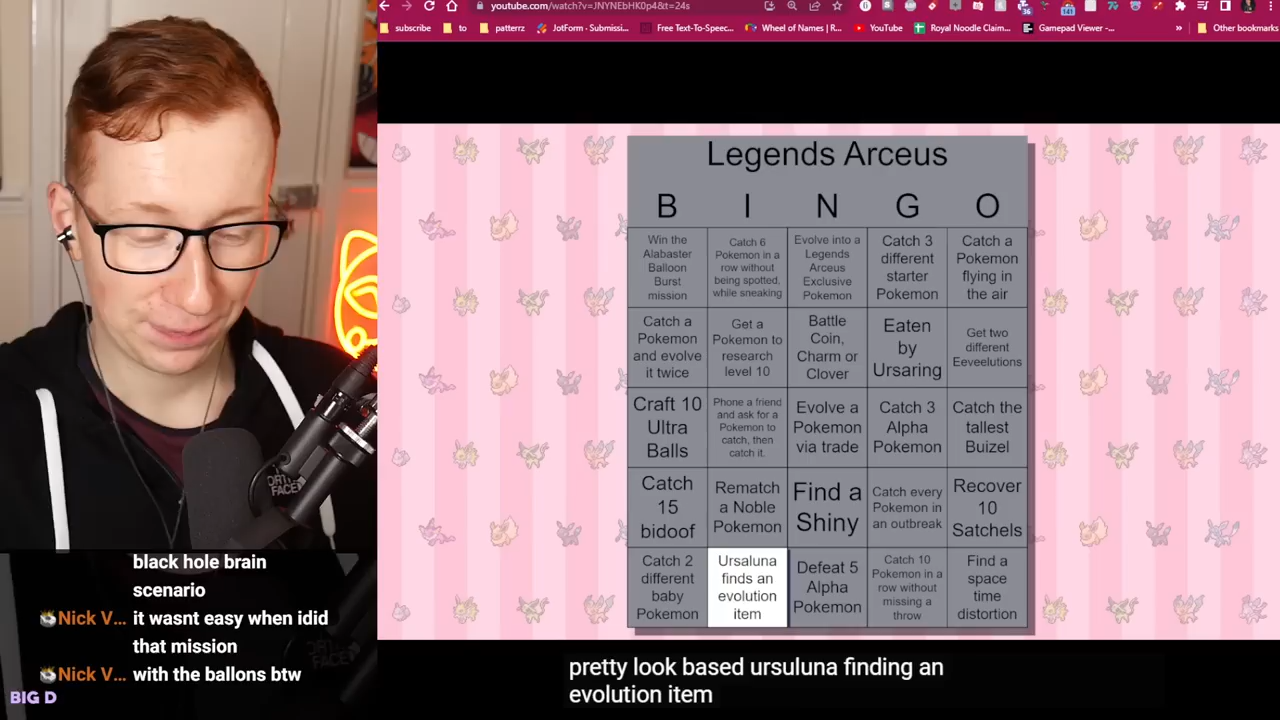 youtube.com/watch?v=JNYNEbHK0p4&t=24s
subscribe
to
patterrz
JotForm - Submissi...
Free Text-To-Speec...
Wheel of Names | R...
YouTube
Royal Noodle Claim...
Gamepad Viewer -...
»
Other bookmarks
Legends Arceus
B I N G O
Win the
Alabaster
Balloon
Burst
mission
Catch 6
Pokemon in a
row without
being spotted,
while sneaking
Evolve into a
Legends
Arceus
Exclusive
Pokemon
Catch 3
different
starter
Pokemon
Catch a
Pokemon
flying in
the air
Catch a
Pokemon
and evolve
it twice
Get a
Pokemon to
research
level 10
Battle
Coin,
Charm or
Clover
Eaten
by
Ursaring
Get two
different
Eeveelutions
Craft 10
Ultra
Balls
Phone a friend
and ask for a
Pokemon to
catch, then
catch it.
Evolve a
Pokemon
via trade
Catch 3
Alpha
Pokemon
Catch the
tallest
Buizel
Catch
15
bidoof
Rematch
a Noble
Pokemon
Find a
Shiny
Catch every
Pokemon in
an outbreak
Recover
10
Satchels
Catch 2
different
baby
Pokemon
Ursaluna
finds an
evolution
item
Defeat 5
Alpha
Pokemon
Catch 10
Pokemon in a
row without
missing a
throw
Find a
space
time
distortion
black hole brain
scenario
Nick V... it wasnt easy when idid
that mission
Nick V... with the ballons btw
BIG D
pretty look based ursuluna finding an
evolution item